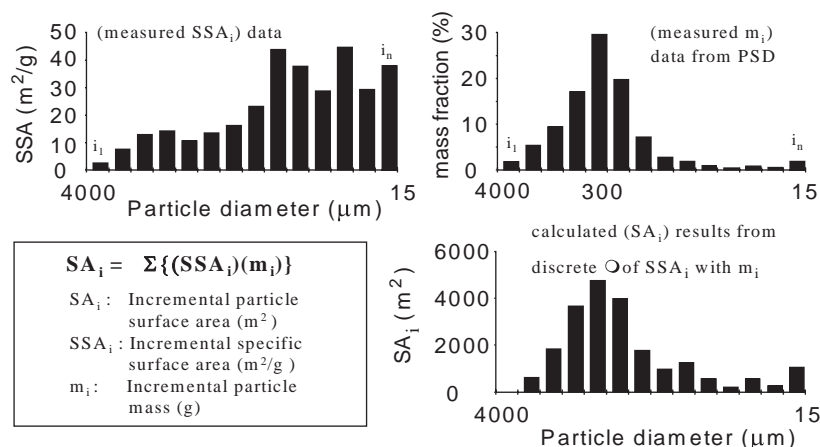 (measured SSAi) data
in
i1
SSA (m2/g)
50
40
30
20
10
0
4000
15
Particle diameter (μm)
(measured mi)
data from PSD
i1
in
mass fraction (%)
30
20
10
0
4000
300
15
SAi = Σ{(SSAi)(mi)}
SAi : Incremental particle
surface area (m2 )
SSAi : Incremental specific
surface area (m2/g )
mi: Incremental particle
mass (g)
calculated (SAi) results from
discrete ❍ of SSAi with mi
SAi (m2)
6000
4000
2000
0
4000
15
Particle diameter (μm)